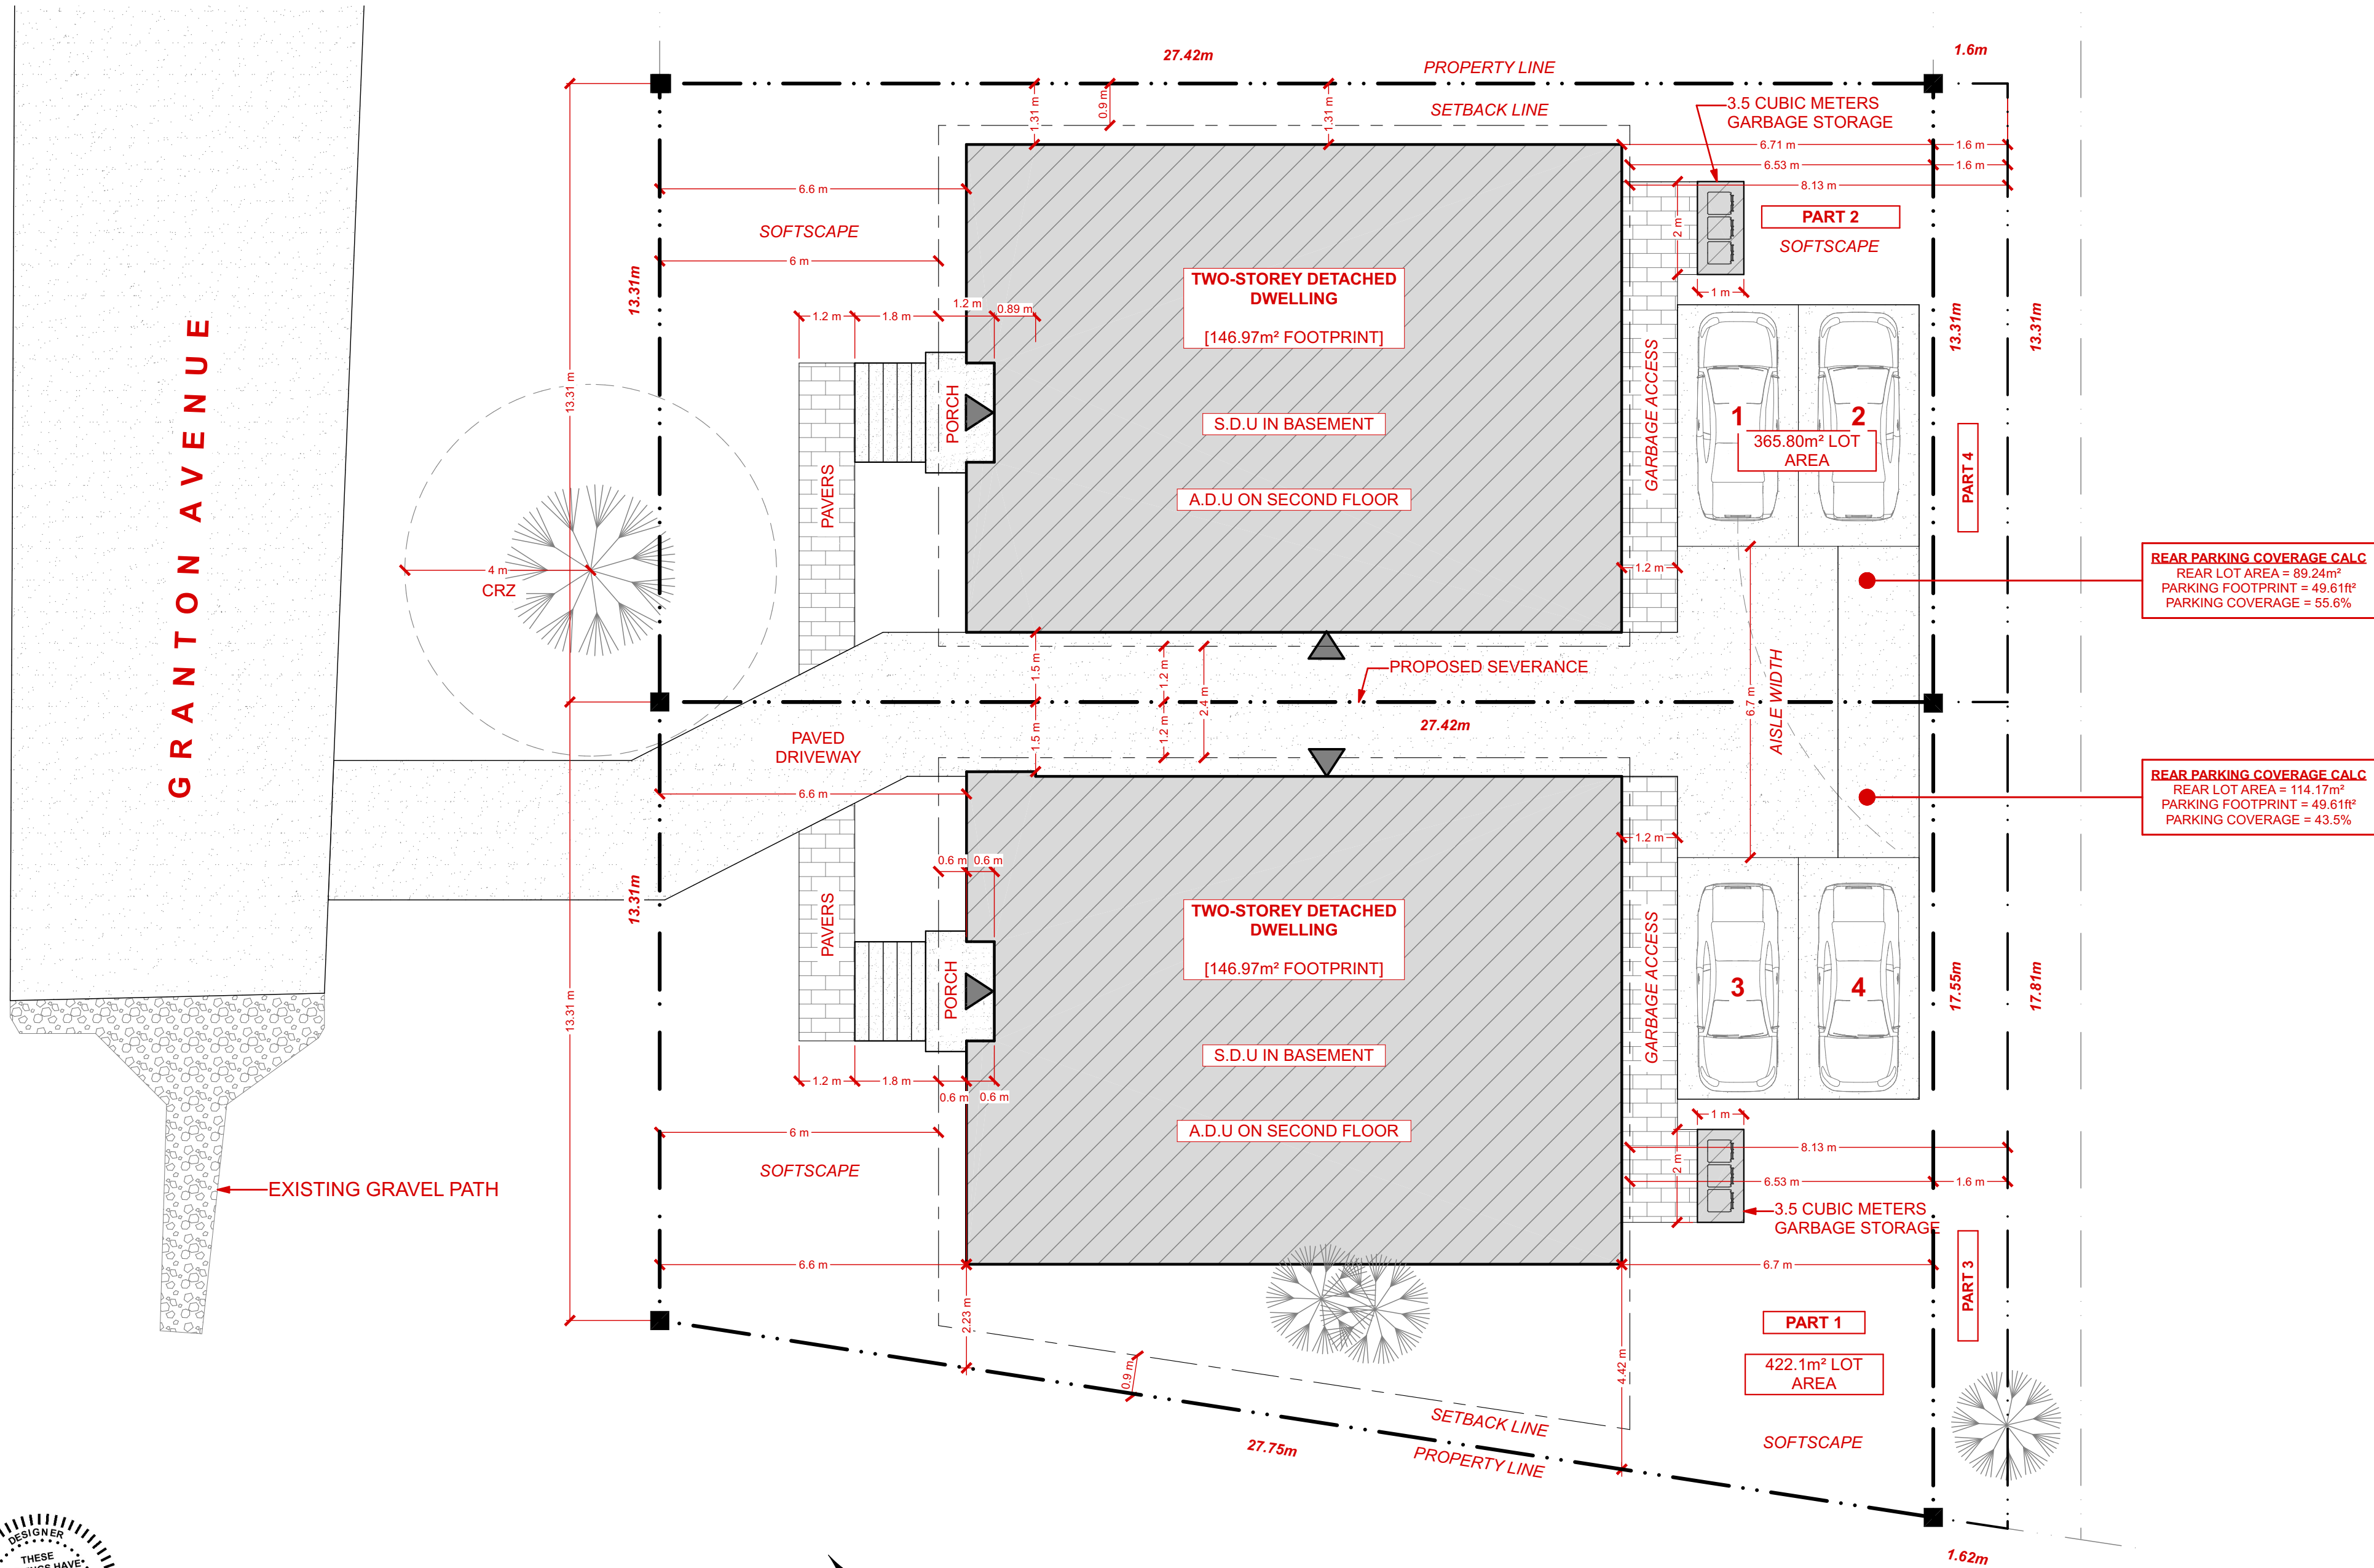 27.42m
1.6m
PROPERTY LINE
SETBACK LINE
1.31 m
0.9 m
1.31 m
3.5 CUBIC METERS
GARBAGE STORAGE
6.71 m
1.6 m
6.53 m
1.6 m
8.13 m
6.6 m
PART 2
SOFTSCAPE
SOFTSCAPE
2 m
6 m
1 m
13.31m
TWO-STOREY DETACHED
DWELLING
[146.97m² FOOTPRINT]
1.2 m
0.89 m
1.2 m
1.8 m
13.31m
13.31m
GRANTON AVENUE
13.31 m
PORCH
S.D.U IN BASEMENT
GARBAGE ACCESS
1
2
365.80m² LOT
AREA
PART 4
PAVERS
A.D.U ON SECOND FLOOR
4 m
CRZ
1.2 m
REAR PARKING COVERAGE CALC
REAR LOT AREA = 89.24m²
PARKING FOOTPRINT = 49.61ft²
PARKING COVERAGE = 55.6%
PROPOSED SEVERANCE
1.5 m
1.2 m
2.4 m
6.7 m
AISLE WIDTH
27.42m
1.5 m
1.2 m
PAVED
DRIVEWAY
6.6 m
REAR PARKING COVERAGE CALC
REAR LOT AREA = 114.17m²
PARKING FOOTPRINT = 49.61ft²
PARKING COVERAGE = 43.5%
1.2 m
0.6 m
0.6 m
13.31m
PAVERS
TWO-STOREY DETACHED
DWELLING
[146.97m² FOOTPRINT]
GARBAGE ACCESS
PORCH
3
4
17.55m
17.81m
13.31 m
S.D.U IN BASEMENT
1.2 m
1.8 m
0.6 m
0.6 m
1 m
A.D.U ON SECOND FLOOR
6 m
8.13 m
SOFTSCAPE
2 m
6.53 m
1.6 m
EXISTING GRAVEL PATH
3.5 CUBIC METERS
GARBAGE STORAGE
6.6 m
6.7 m
PART 3
2.23 m
PART 1
0.9 m
4.42 m
422.1m² LOT
AREA
SETBACK LINE
27.75m
PROPERTY LINE
SOFTSCAPE
DESIGNER
THESE
HAVE
1.62m